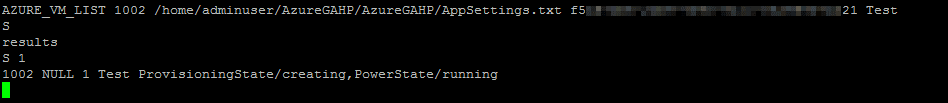 AZURE_VM_LIST 1002 /home/adminuser/AzureGAHP/AzureGAHP/AppSettings.txt f5 21 Test
S
results
S 1
1002 NULL 1 Test ProvisioningState/creating,PowerState/running